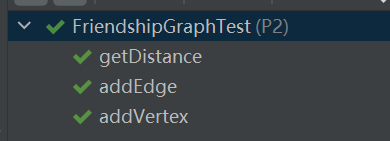 FriendshipGraphTest (P2)
getDistance
addEdge
addVertex